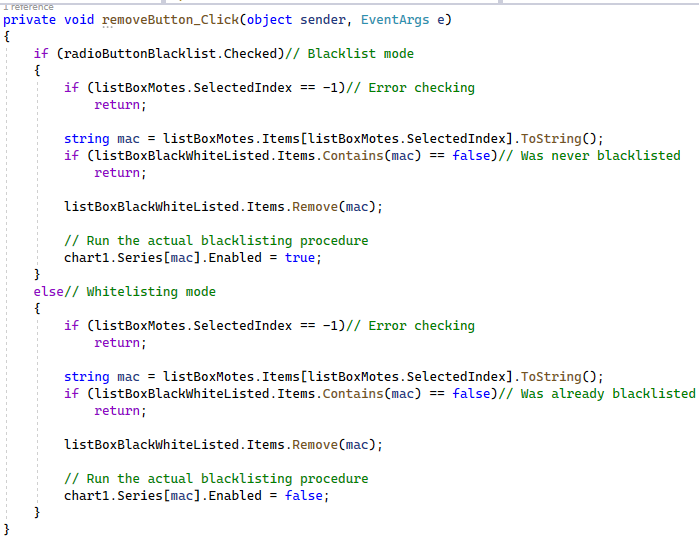 1 reference
private void removeButton_Click(object sender, EventArgs e)
{
    if (radioButtonBlacklist.Checked)// Blacklist mode
    {
        if (listBoxMotes.SelectedIndex == -1)// Error checking
            return;

        string mac = listBoxMotes.Items[listBoxMotes.SelectedIndex].ToString();
        if (listBoxBlackWhiteListed.Items.Contains(mac) == false)// Was never blacklisted
            return;

        listBoxBlackWhiteListed.Items.Remove(mac);

        // Run the actual blacklisting procedure
        chart1.Series[mac].Enabled = true;
    }
    else// Whitelisting mode
    {
        if (listBoxMotes.SelectedIndex == -1)// Error checking
            return;

        string mac = listBoxMotes.Items[listBoxMotes.SelectedIndex].ToString();
        if (listBoxBlackWhiteListed.Items.Contains(mac) == false)// Was already blacklisted
            return;

        listBoxBlackWhiteListed.Items.Remove(mac);

        // Run the actual blacklisting procedure
        chart1.Series[mac].Enabled = false;
    }
}